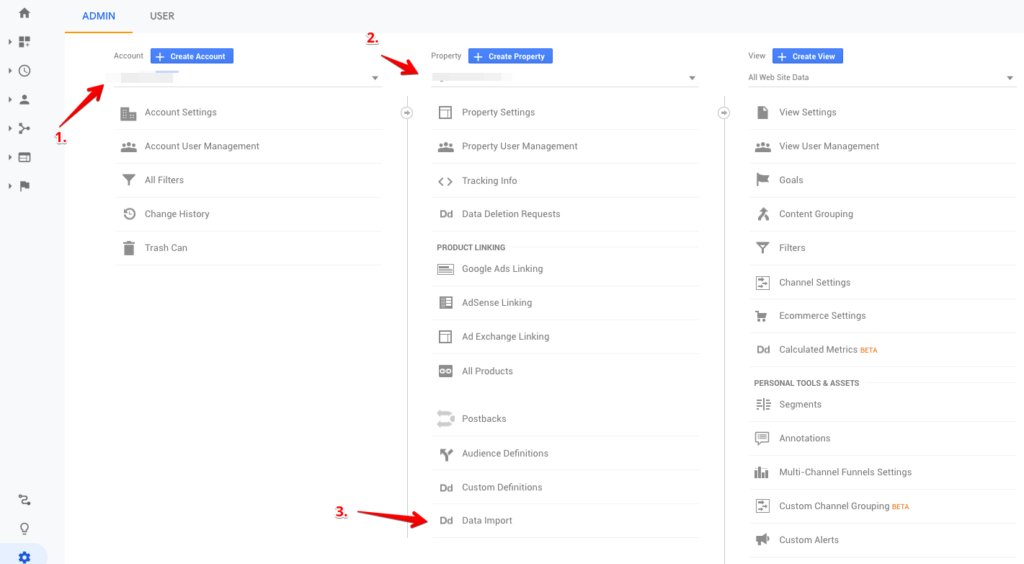 ADMIN USER
Account + Create Account
1.
Account Settings
Account User Management
All Filters
Change History
Trash Can
2.
Property + Create Property
Property Settings
Property User Management
<> Tracking Info
Dd Data Deletion Requests
PRODUCT LINKING
Google Ads Linking
AdSense Linking
Ad Exchange Linking
All Products
Postbacks
Audience Definitions
Dd Custom Definitions
3.
Dd Data Import
View + Create View
All Web Site Data
View Settings
View User Management
Goals
Content Grouping
Filters
Channel Settings
Ecommerce Settings
Dd Calculated Metrics BETA
PERSONAL TOOLS & ASSETS
Segments
Annotations
Multi-Channel Funnels Settings
Custom Channel Grouping BETA
Custom Alerts